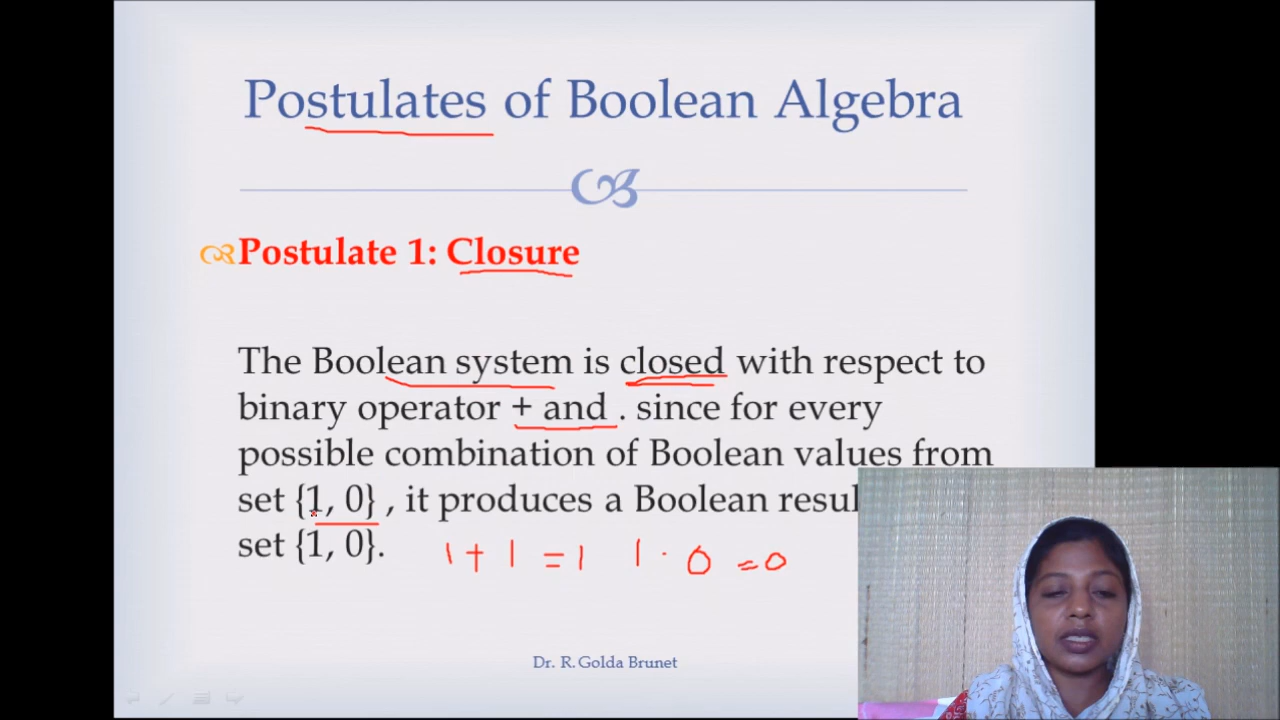 Postulates of Boolean Algebra
Postulate 1: Closure
The Boolean system is closed with respect to
binary operator + and . since for every
possible combination of Boolean values from
set {1, 0} , it produces a Boolean
set {1, 0}.
1 + 1 = 1 1 . 0 = 0
Dr. R. Golda Brunet